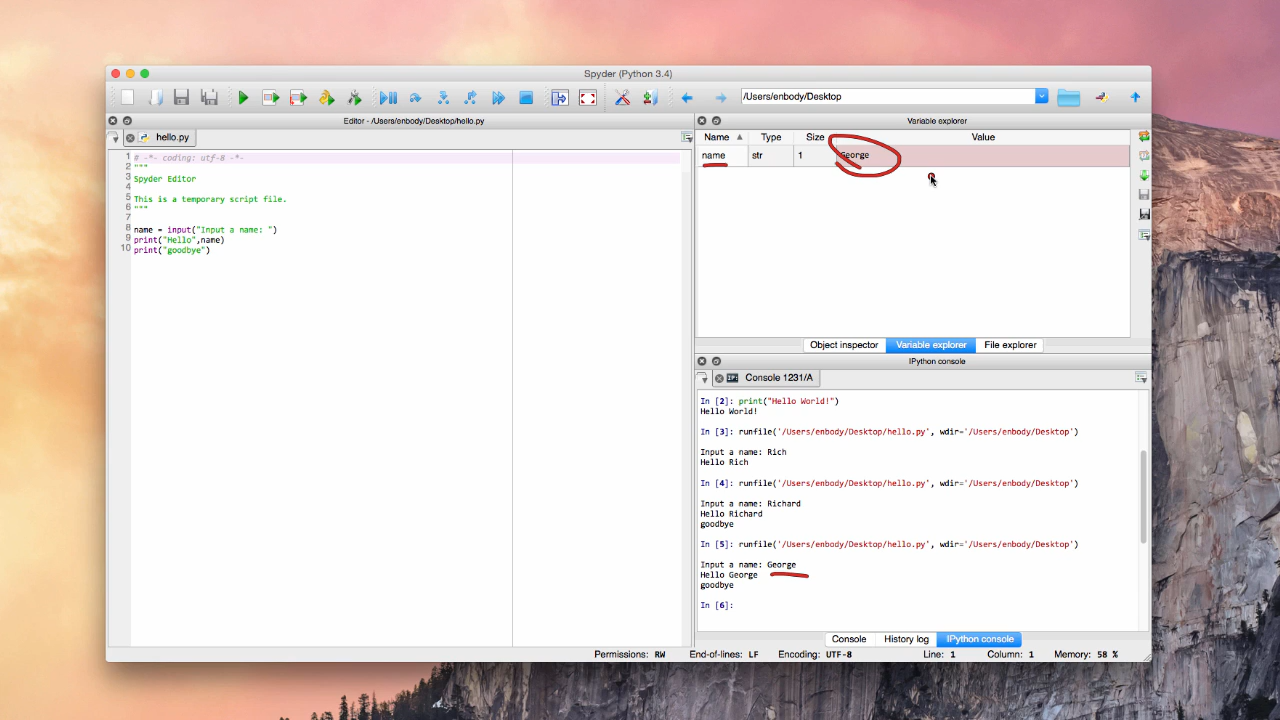 Spyder (Python 3.4)
/Users/enbody/Desktop
Editor - /Users/enbody/Desktop/hello.py
hello.py
1 # -*- coding: utf-8 -*-
2 """
3 Spyder Editor
4
5 This is a temporary script file.
6 """
7
8 name = input("Input a name: ")
9 print("Hello",name)
10 print("goodbye")
Variable explorer
Name Type Size Value
name str 1 George
Object inspector Variable explorer File explorer
IPython console
IP: Console 1231/A
In [2]: print("Hello World!")
Hello World!
In [3]: runfile('/Users/enbody/Desktop/hello.py', wdir='/Users/enbody/Desktop')
Input a name: Rich
Hello Rich
In [4]: runfile('/Users/enbody/Desktop/hello.py', wdir='/Users/enbody/Desktop')
Input a name: Richard
Hello Richard
goodbye
In [5]: runfile('/Users/enbody/Desktop/hello.py', wdir='/Users/enbody/Desktop')
Input a name: George
Hello George
goodbye
In [6]:
Console History log IPython console
Permissions: RW End-of-lines: LF Encoding: UTF-8 Line: 1 Column: 1 Memory: 58 %